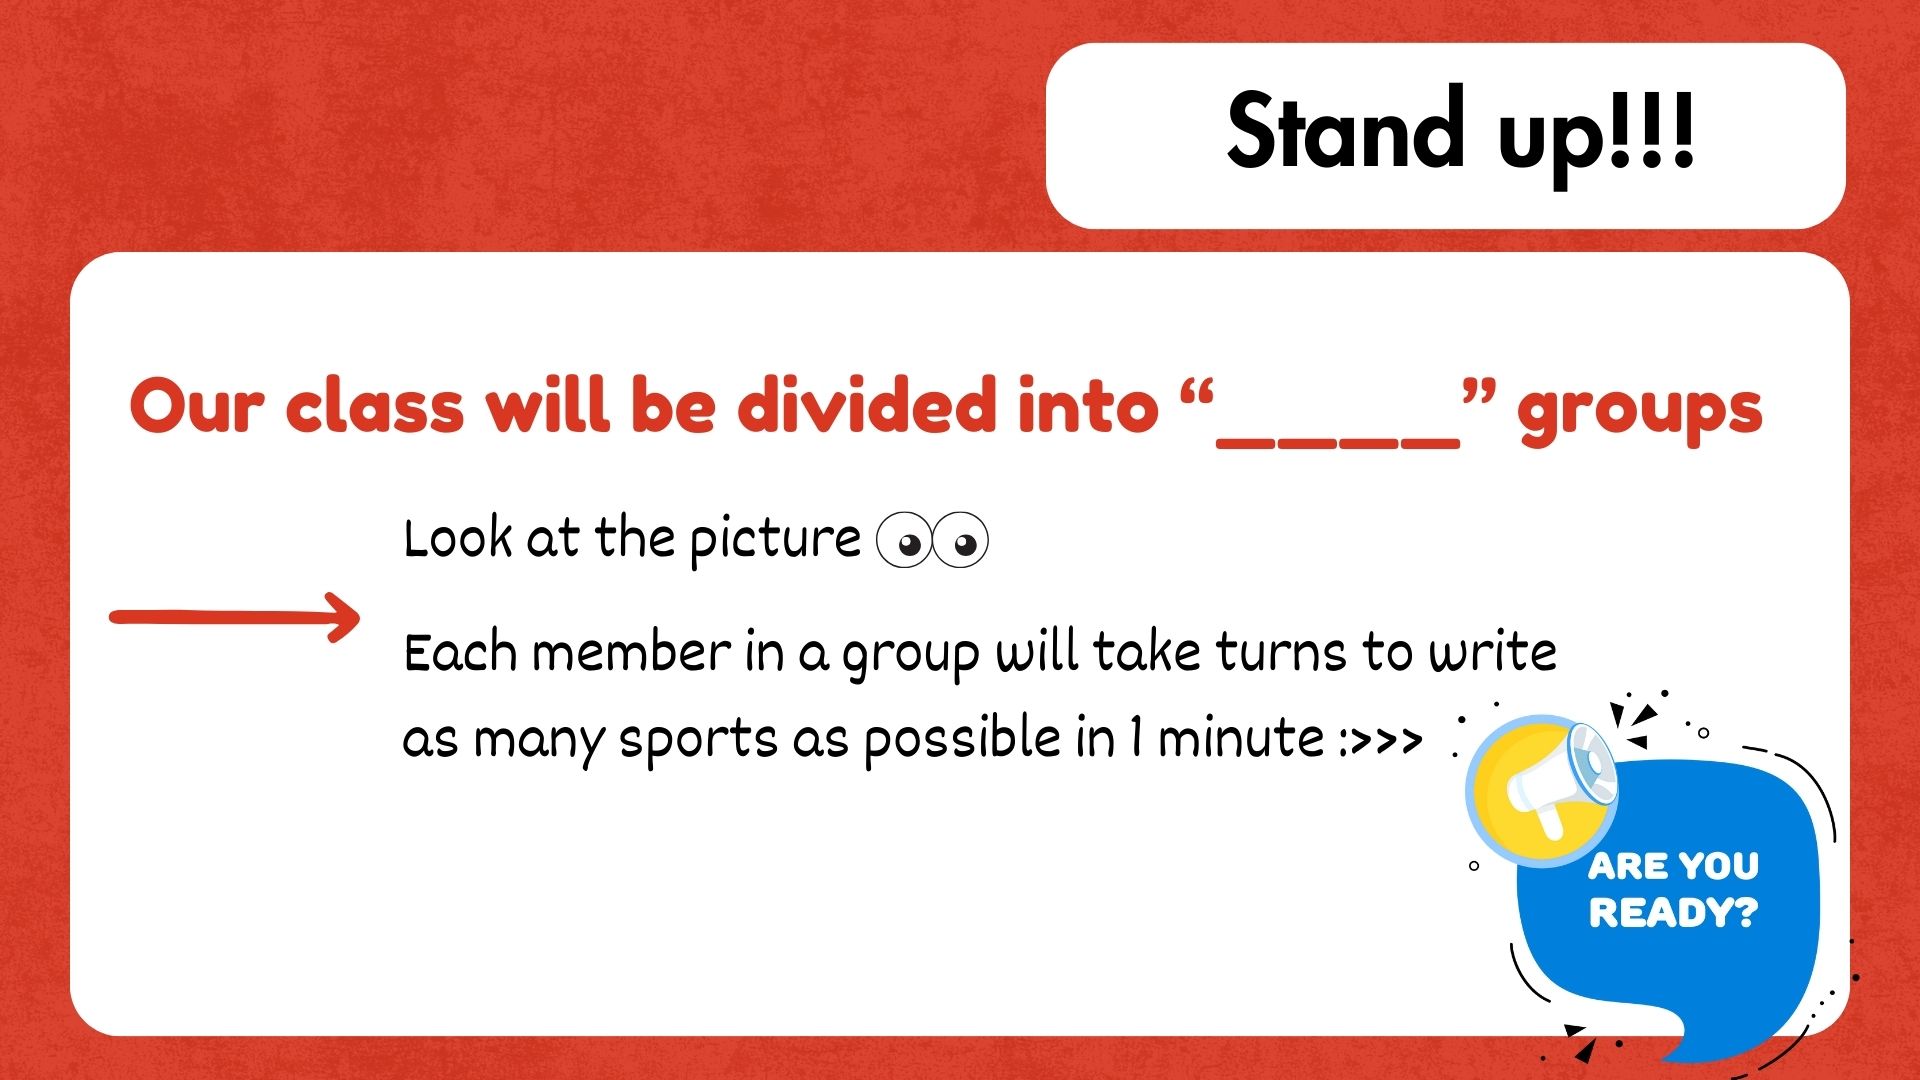 Stand up!!!
Our class will be divided into “____” groups
Look at the picture 👀
Each member in a group will take turns to write
as many sports as possible in 1 minute :>>>
ARE YOU
READY?